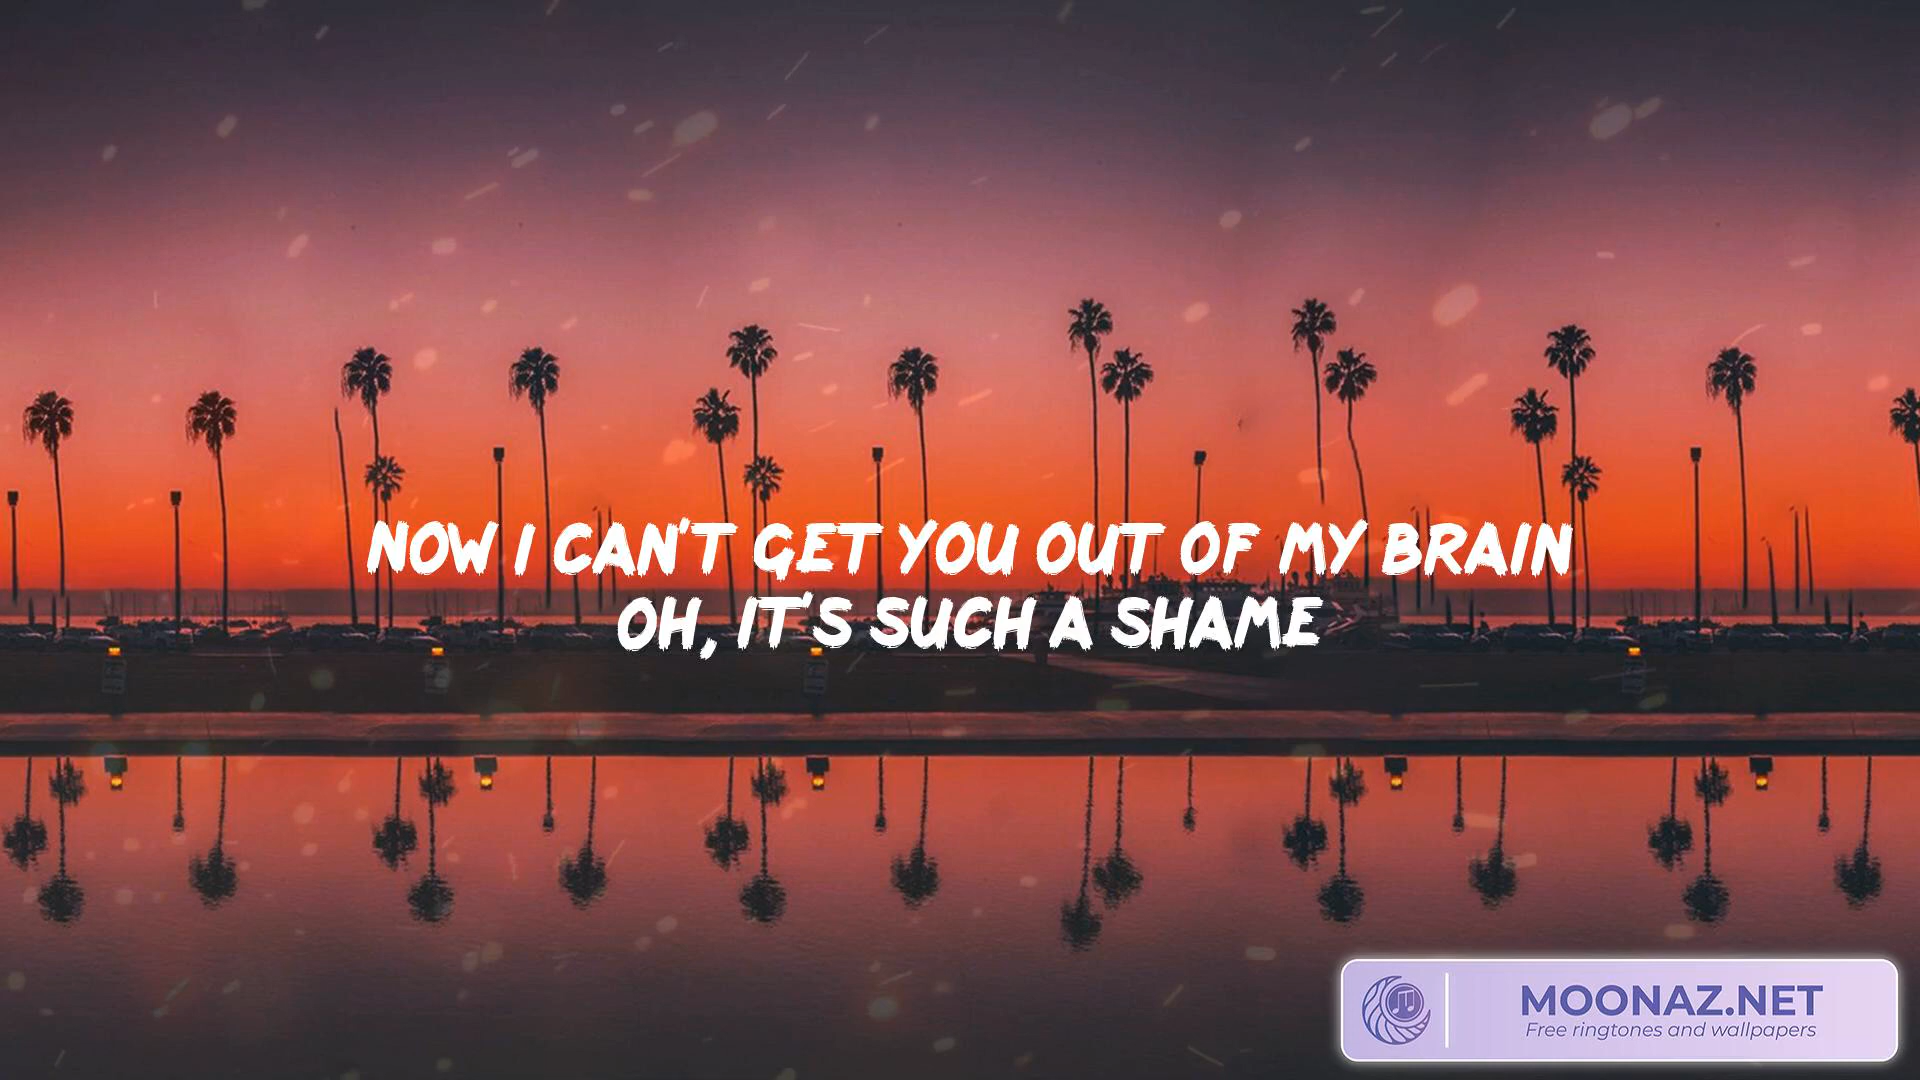 NOW I CAN'T GET YOU OUT OF MY BRAIN
OH, IT'S SUCH A SHAME
MOONAZ.NET
Free ringtones and wallpapers